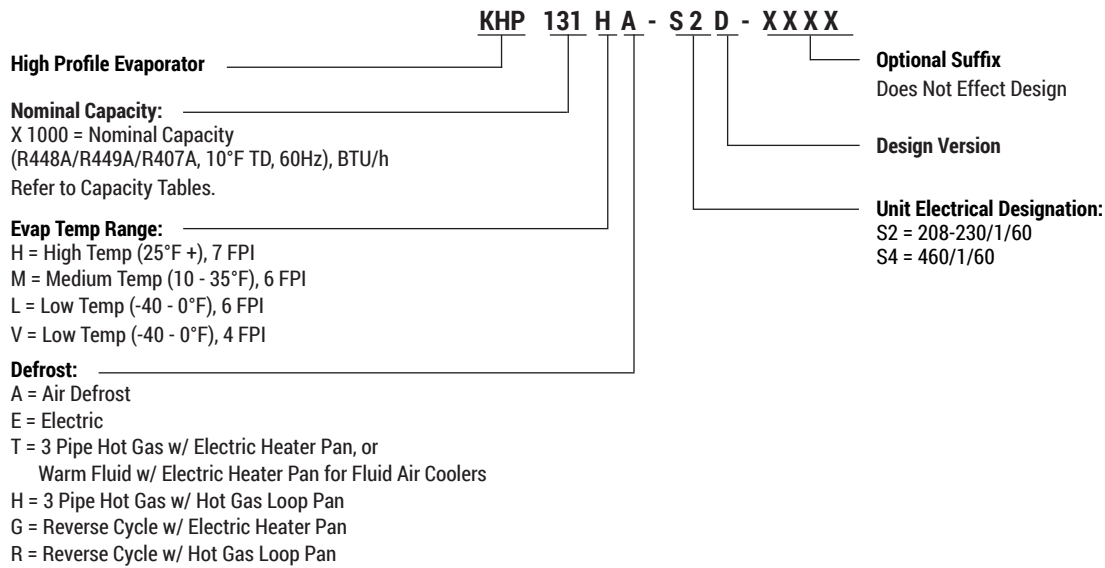 KHP 131 H A - S 2 D - X X X X
High Profile Evaporator
Nominal Capacity:
X 1000 = Nominal Capacity
(R448A/R449A/R407A, 10°F TD, 60Hz), BTU/h
Refer to Capacity Tables.
Evap Temp Range:
H = High Temp (25°F +), 7 FPI
M = Medium Temp (10 - 35°F), 6 FPI
L = Low Temp (-40 - 0°F), 6 FPI
V = Low Temp (-40 - 0°F), 4 FPI
Defrost:
A = Air Defrost
E = Electric
T = 3 Pipe Hot Gas w/ Electric Heater Pan, or
Warm Fluid w/ Electric Heater Pan for Fluid Air Coolers
H = 3 Pipe Hot Gas w/ Hot Gas Loop Pan
G = Reverse Cycle w/ Electric Heater Pan
R = Reverse Cycle w/ Hot Gas Loop Pan
Optional Suffix
Does Not Effect Design
Design Version
Unit Electrical Designation:
S2 = 208-230/1/60
S4 = 460/1/60